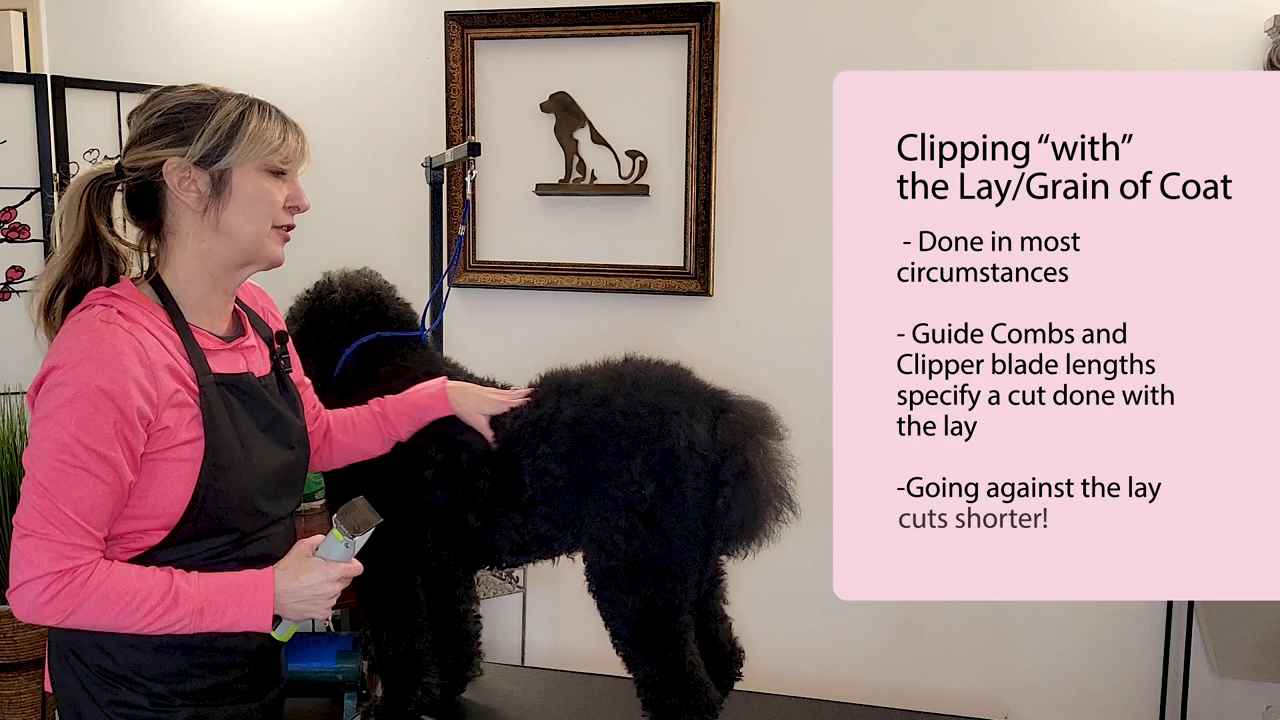 Clipping “with”
the Lay/Grain of Coat
- Done in most
circumstances
- Guide Combs and
Clipper blade lengths
specify a cut done with
the lay
-Going against the lay
cuts shorter!